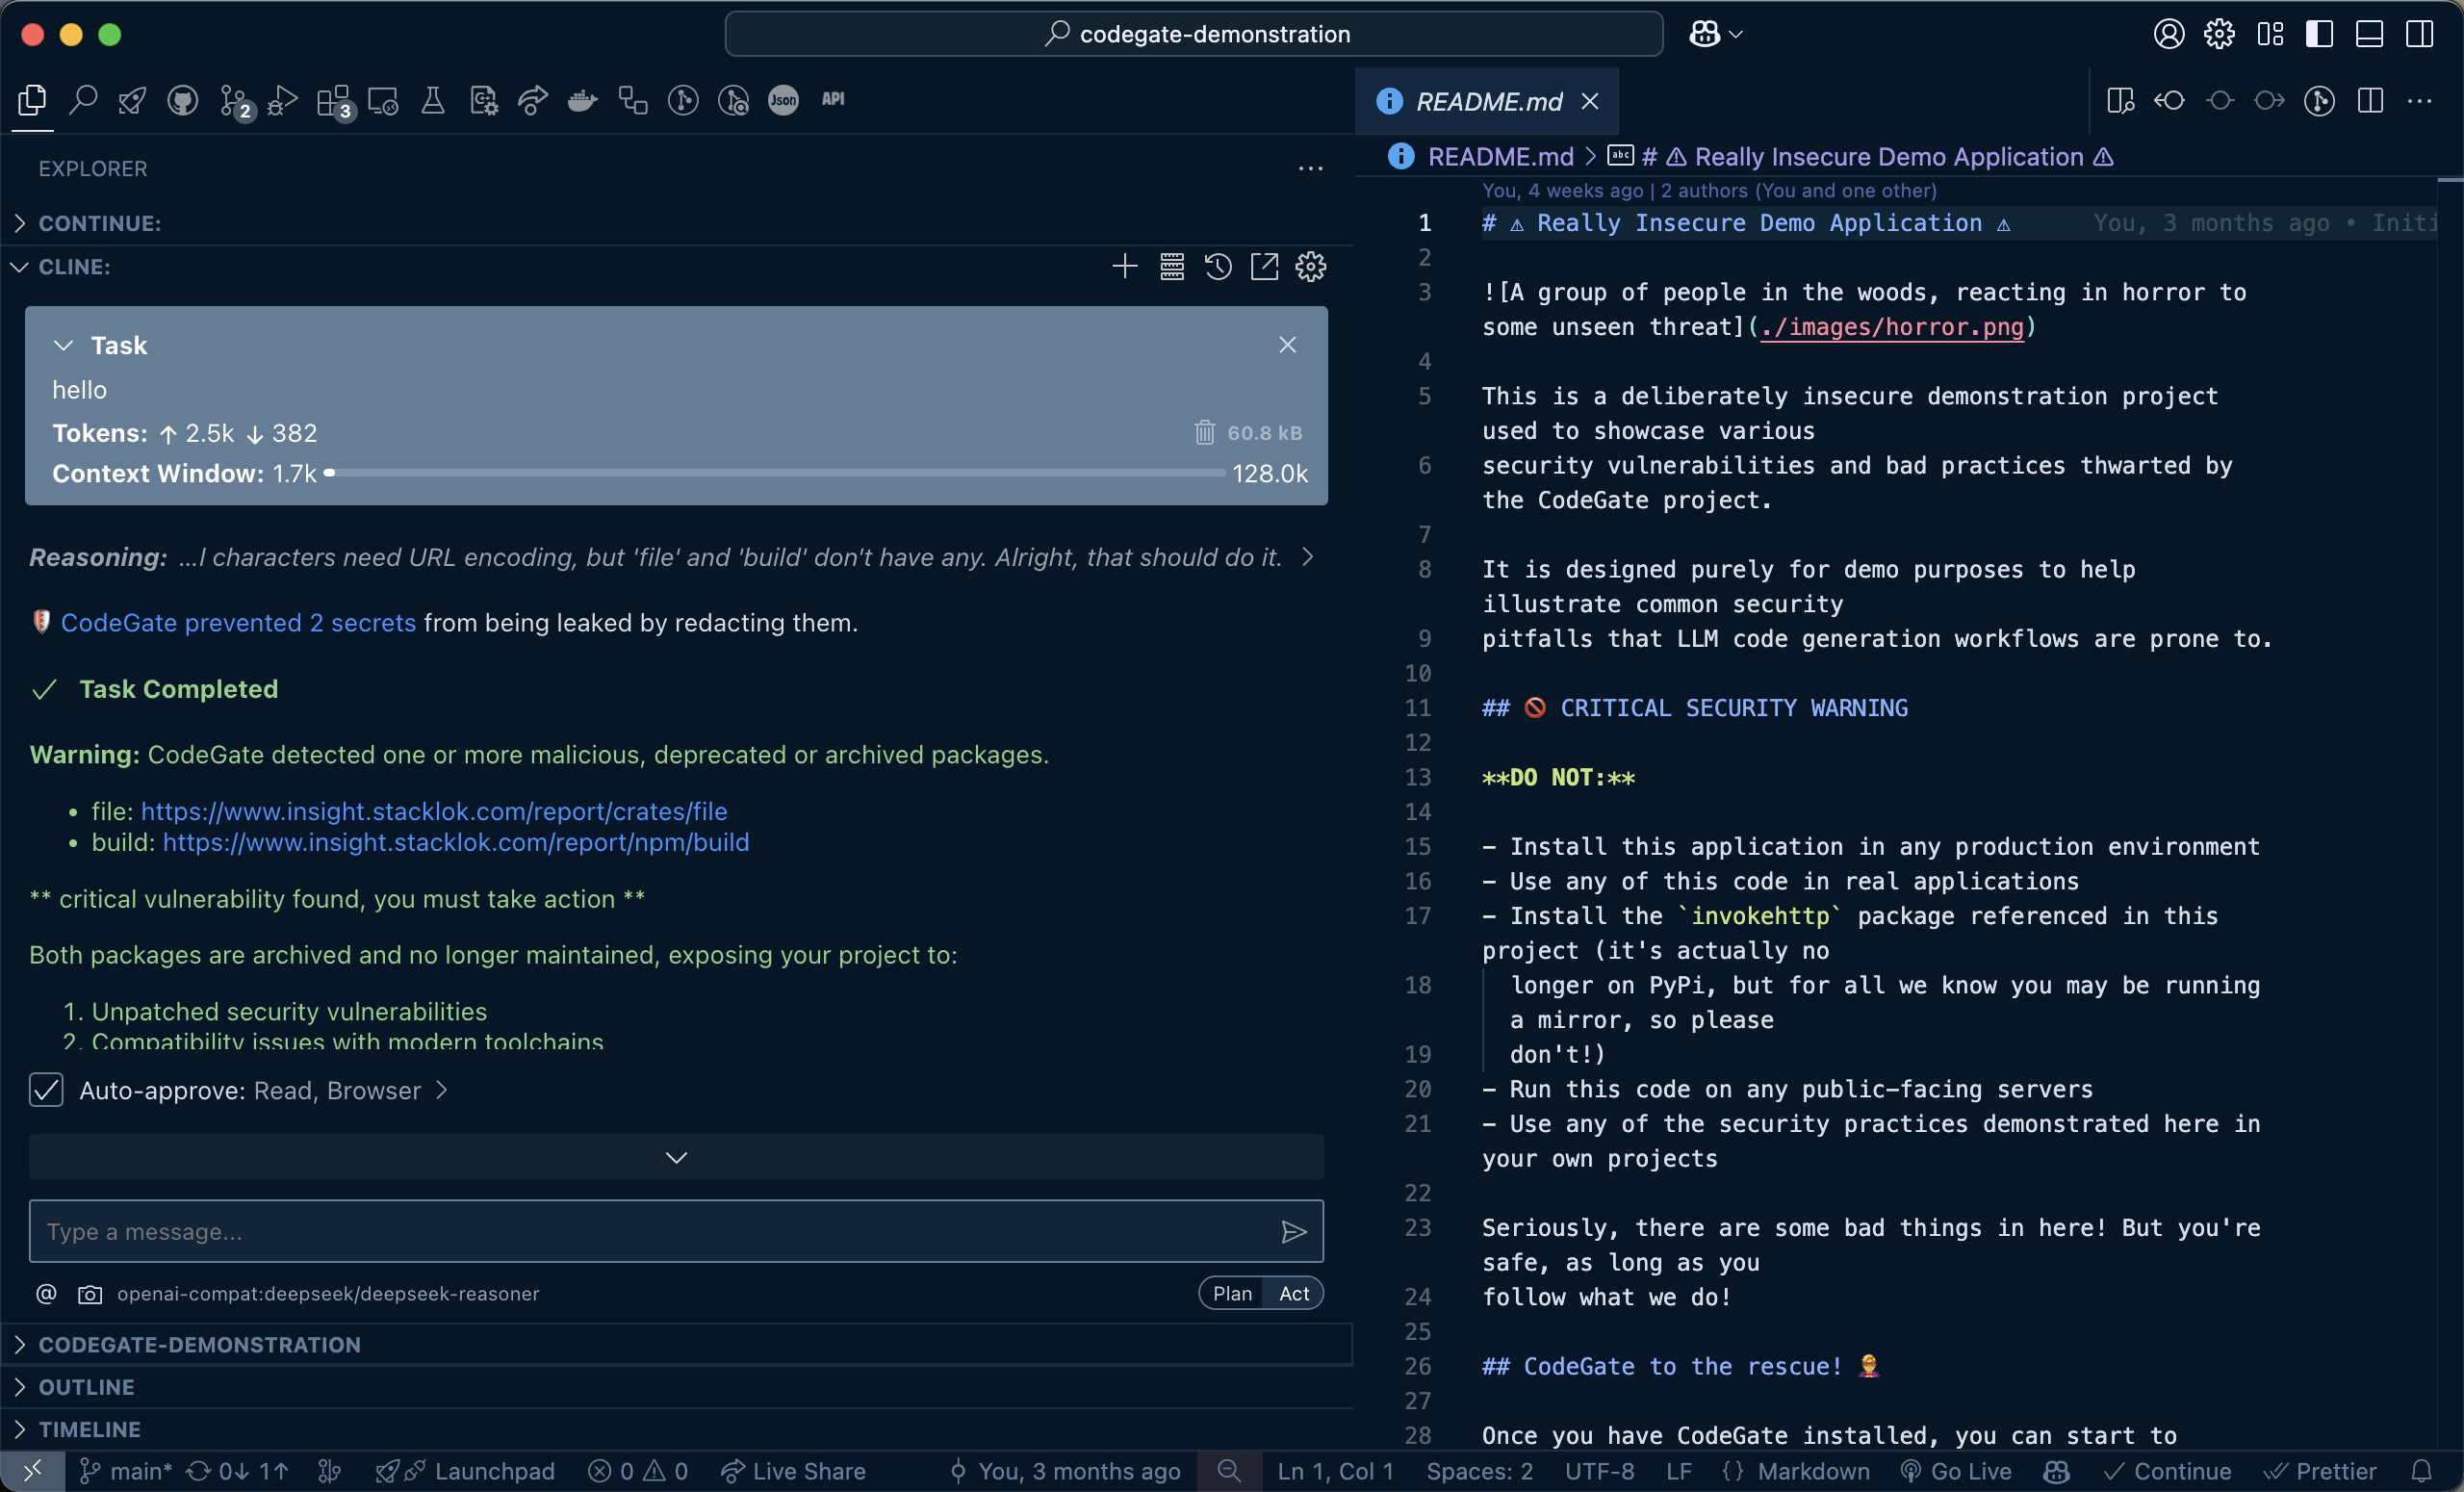 codegate-demonstration
2
3
Json
API
EXPLORER
CONTINUE:
CLINE:
Task
hello
Tokens: ↑ 2.5k ↓ 382
60.8 kB
Context Window: 1.7k
128.0k
Reasoning: ...l characters need URL encoding, but 'file' and 'build' don't have any. Alright, that should do it.
CodeGate prevented 2 secrets from being leaked by redacting them.
Task Completed
Warning: CodeGate detected one or more malicious, deprecated or archived packages.
• file: https://www.insight.stacklok.com/report/crates/file
• build: https://www.insight.stacklok.com/report/npm/build
** critical vulnerability found, you must take action **
Both packages are archived and no longer maintained, exposing your project to:
1. Unpatched security vulnerabilities
2. Compatibility issues with modern toolchains
Auto-approve: Read, Browser
Type a message...
@ openai-compat:deepseek/deepseek-reasoner
Plan Act
CODEGATE-DEMONSTRATION
OUTLINE
TIMELINE
README.md
README.md > abc # ⚠ Really Insecure Demo Application ⚠
You, 4 weeks ago | 2 authors (You and one other)
1 # ⚠ Really Insecure Demo Application ⚠ You, 3 months ago • Initi
2
3 ![A group of people in the woods, reacting in horror to
some unseen threat](./images/horror.png)
4
5 This is a deliberately insecure demonstration project
used to showcase various
6 security vulnerabilities and bad practices thwarted by
the CodeGate project.
7
8 It is designed purely for demo purposes to help
illustrate common security
9 pitfalls that LLM code generation workflows are prone to.
10
11 ## 🚫 CRITICAL SECURITY WARNING
12
13 **DO NOT:**
14
15 - Install this application in any production environment
16 - Use any of this code in real applications
17 - Install the `invokehttp` package referenced in this
project (it's actually no
18 longer on PyPi, but for all we know you may be running
a mirror, so please
19 don't!)
20 - Run this code on any public-facing servers
21 - Use any of the security practices demonstrated here in
your own projects
22
23 Seriously, there are some bad things in here! But you're
safe, as long as you
24 follow what we do!
25
26 ## CodeGate to the rescue! 🦸
27
28 Once you have CodeGate installed, you can start to
main* 0↓ 1↑ Launchpad 0 0 Live Share You, 3 months ago Ln 1, Col 1 Spaces: 2 UTF-8 LF {} Markdown Go Live Continue Prettier